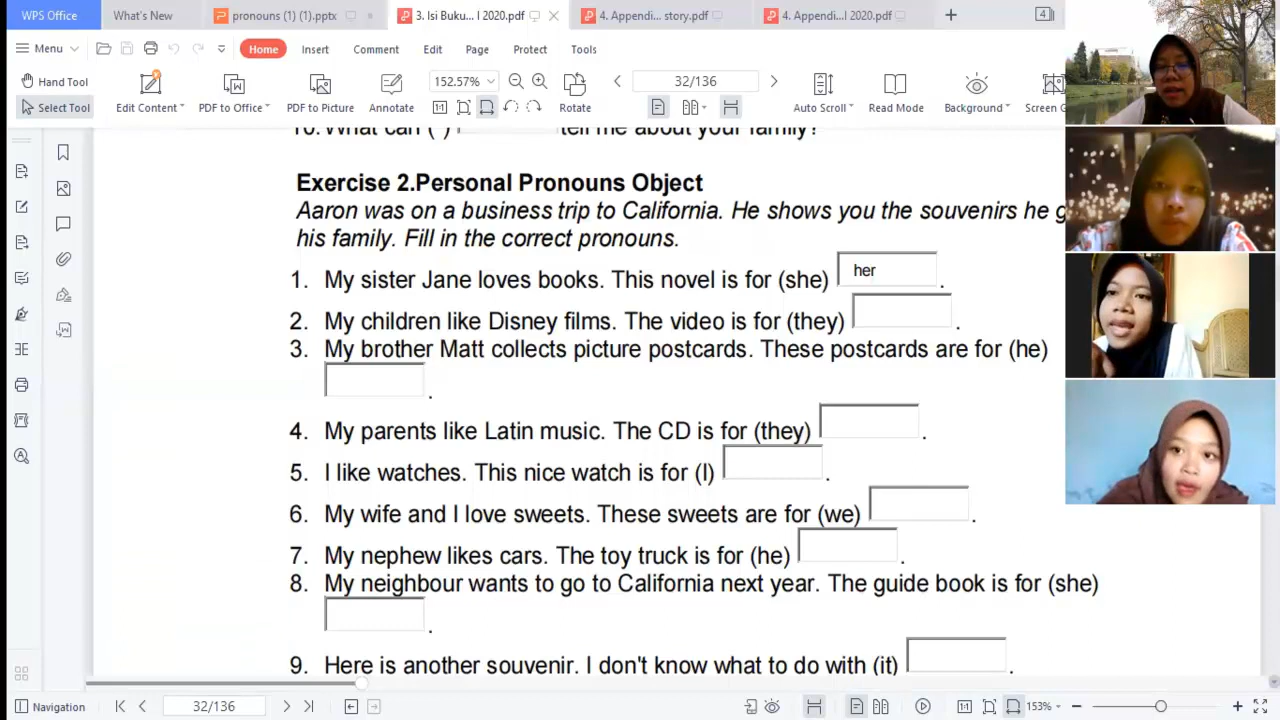 WPS Office What's New pronouns (1) (1).pptx 3. Isi Buku... I 2020.pdf 4. Appendi... story.pdf 4. Appendi...l 2020.pdf 4
Menu Home Insert Comment Edit Page Protect Tools
Hand Tool 152.57% 32/136
Select Tool Edit Content PDF to Office PDF to Picture Annotate Rotate Auto Scroll Read Mode Background Screen G
tell me about your family?
Exercise 2.Personal Pronouns Object
Aaron was on a business trip to California. He shows you the souvenirs he
his family. Fill in the correct pronouns.
1. My sister Jane loves books. This novel is for (she) her .
2. My children like Disney films. The video is for (they) .
3. My brother Matt collects picture postcards. These postcards are for (he)
.
4. My parents like Latin music. The CD is for (they) .
5. I like watches. This nice watch is for (I) .
6. My wife and I love sweets. These sweets are for (we) .
7. My nephew likes cars. The toy truck is for (he) .
8. My neighbour wants to go to California next year. The guide book is for (she)
.
9. Here is another souvenir. I don't know what to do with (it) .
Navigation 32/136 153%